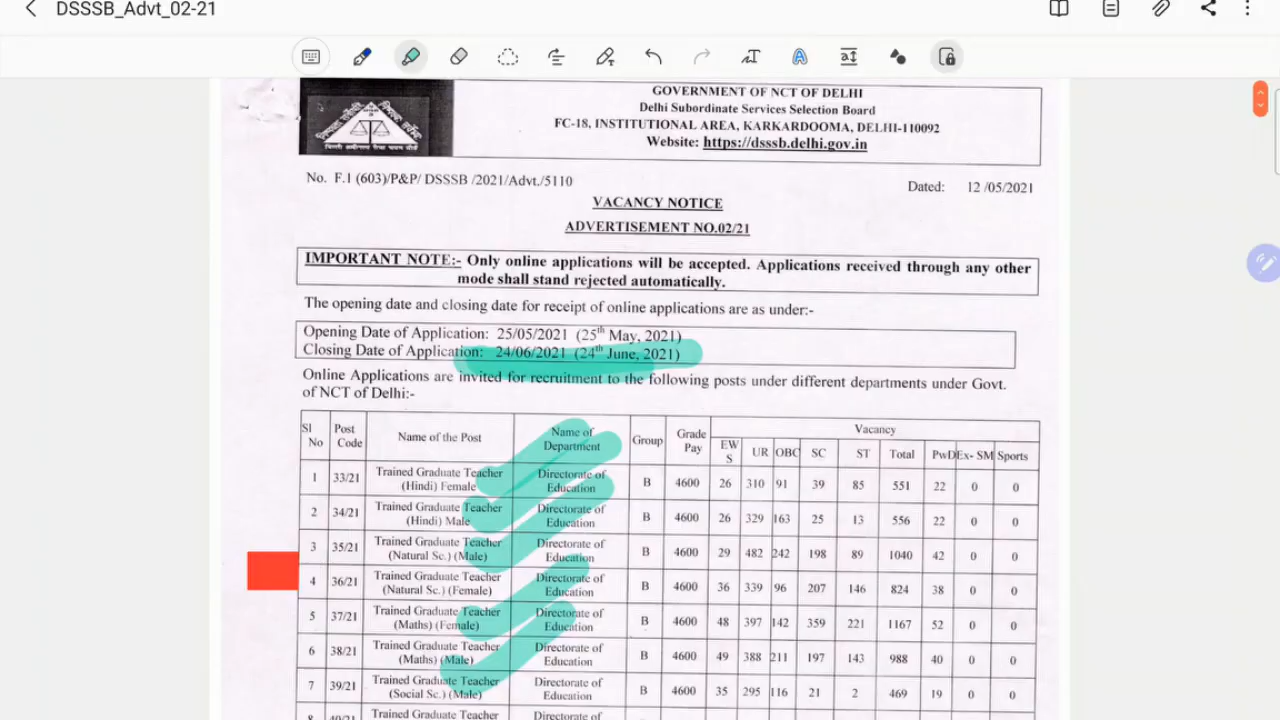 DSSSB_Advt_02-21
GOVERNMENT OF NCT OF DELHI
Delhi Subordinate Services Selection Board
FC-18, INSTITUTIONAL AREA, KARKARDOOMA, DELHI-110092
Website: https://dsssb.delhi.gov.in
No. F.1 (603)/P&P/ DSSSB /2021/Advt./5110
Dated: 12 /05/2021
VACANCY NOTICE
ADVERTISEMENT NO.02/21
IMPORTANT NOTE:- Only online applications will be accepted. Applications received through any other
mode shall stand rejected automatically.
The opening date and closing date for receipt of online applications are as under:-
Opening Date of Application: 25/05/2021 (25th May, 2021)
Closing Date of Application: 24/06/2021 (24th June, 2021)
Online Applications are invited for recruitment to the following posts under different departments under Govt.
of NCT of Delhi:-
Sl No Post Code Name of the Post Name of Department Group Grade Pay Vacancy
EWS UR OBC SC ST Total PwD Ex- SM Sports
1 33/21 Trained Graduate Teacher (Hindi) Female Directorate of Education B 4600 26 310 91 39 85 551 22 0 0
2 34/21 Trained Graduate Teacher (Hindi) Male Directorate of Education B 4600 26 329 163 25 13 556 22 0 0
3 35/21 Trained Graduate Teacher (Natural Sc.) (Male) Directorate of Education B 4600 29 482 242 198 89 1040 42 0 0
4 36/21 Trained Graduate Teacher (Natural Sc.) (Female) Directorate of Education B 4600 36 339 96 207 146 824 38 0 0
5 37/21 Trained Graduate Teacher (Maths) (Female) Directorate of Education B 4600 48 397 142 359 221 1167 52 0 0
6 38/21 Trained Graduate Teacher (Maths) (Male) Directorate of Education B 4600 49 388 211 197 143 988 40 0 0
7 39/21 Trained Graduate Teacher (Social Sc.) (Male) Directorate of Education B 4600 35 295 116 21 2 469 19 0 0
8 40/21 Trained Graduate Teacher Directorate of